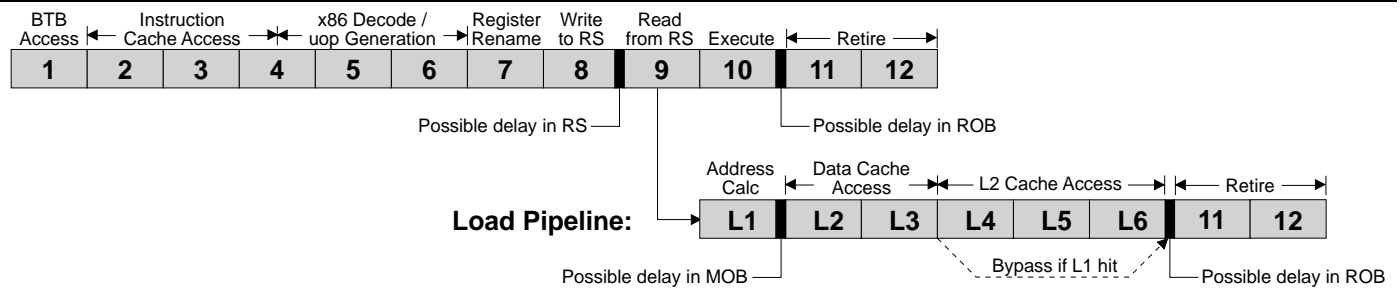 BTB Access
Instruction Cache Access
x86 Decode / uop Generation
Register Rename
Write to RS
Read from RS
Execute
Retire
1 2 3 4 5 6 7 8 9 10 11 12
Possible delay in RS
Possible delay in ROB
Address Calc
Data Cache Access
L2 Cache Access
Retire
Load Pipeline:
L1 L2 L3 L4 L5 L6 11 12
Bypass if L1 hit
Possible delay in MOB
Possible delay in ROB